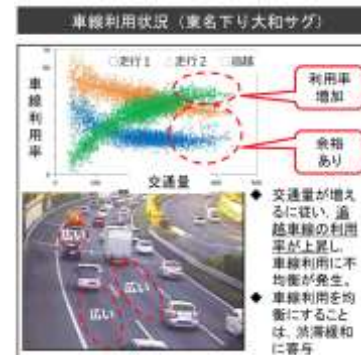 車線利用状況（東名下り大和サグ）
走行1 走行2 追越
車線利用率
利用率
増加
余裕
あり
交通量
広い
広い
広い
◆ 交通量が増え
るに従い、追
越車線の利用
率が上昇し、
車線利用に不
均衡が発生。
◆ 車線利用を均
衡にすること
は、渋滞緩和
に寄与